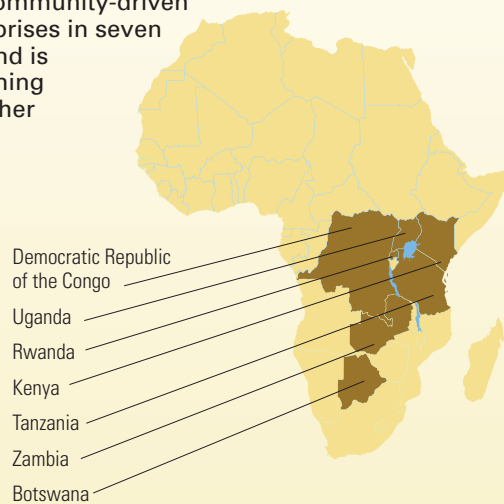 ommunity-driven
prises in seven
nd is
ning
her
Democratic Republic
of the Congo
Uganda
Rwanda
Kenya
Tanzania
Zambia
Botswana